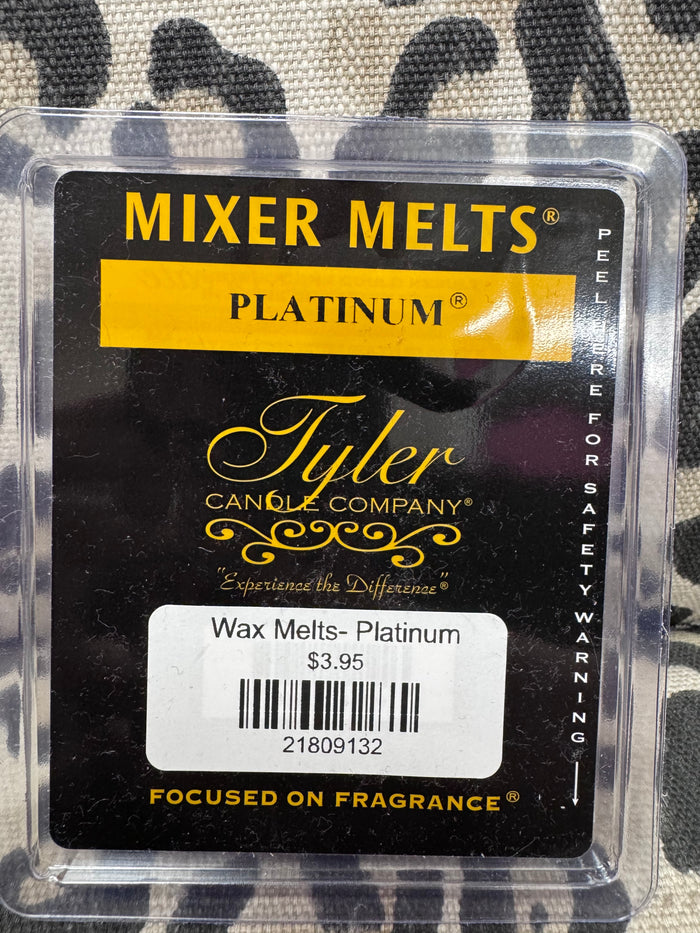 MIXER MELTS®
PLATINUM®
Tyler
CANDLE COMPANY®
"Experience the Difference"®
Wax Melts- Platinum
$3.95
21809132
FOCUSED ON FRAGRANCE®
PEEL HERE FOR SAFETY WARNING